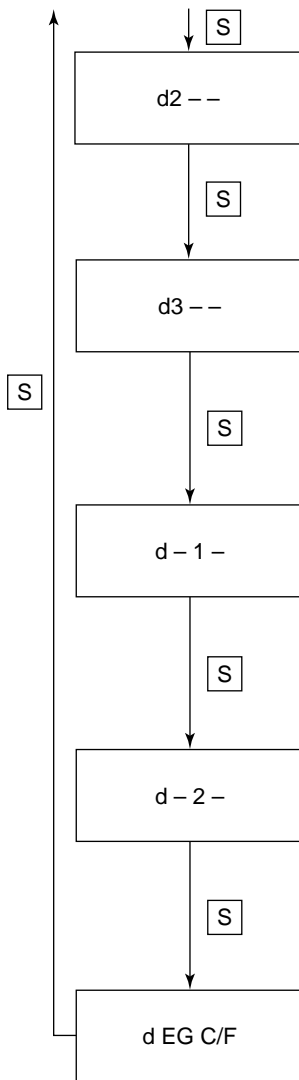 S
d2 – –
S
d3 – –
S
S
d – 1 –
S
d – 2 –
S
d EG C/F